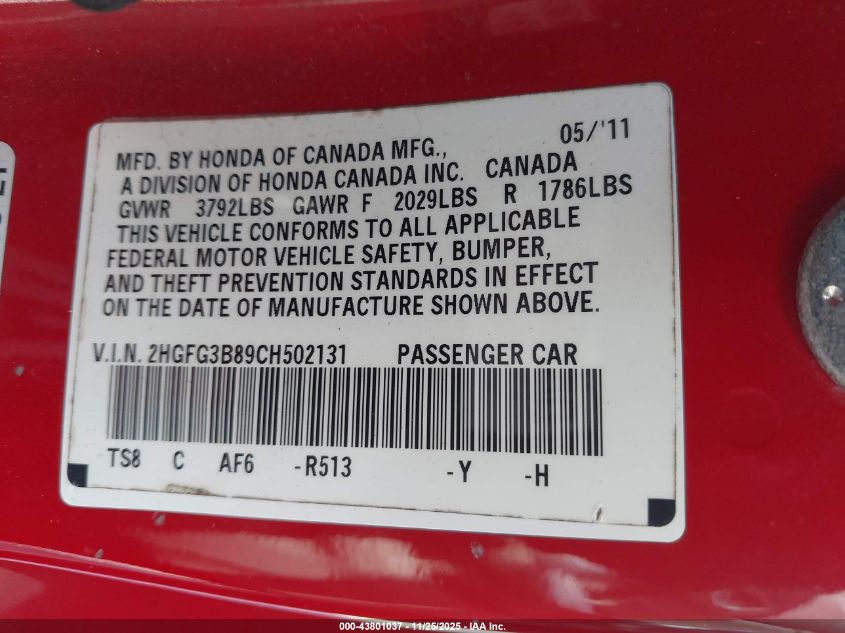 05/'11
MFD. BY HONDA OF CANADA MFG.,
A DIVISION OF HONDA CANADA INC. CANADA
GVWR 3792LBS GAWR F 2029LBS R 1786LBS
THIS VEHICLE CONFORMS TO ALL APPLICABLE
FEDERAL MOTOR VEHICLE SAFETY, BUMPER,
AND THEFT PREVENTION STANDARDS IN EFFECT
ON THE DATE OF MANUFACTURE SHOWN ABOVE.
V.I.N. 2HGFG3B89CH502131 PASSENGER CAR
TS8 C AF6 -R513 -Y -H
000-43801037 - 11/25/2025 - IAA Inc.